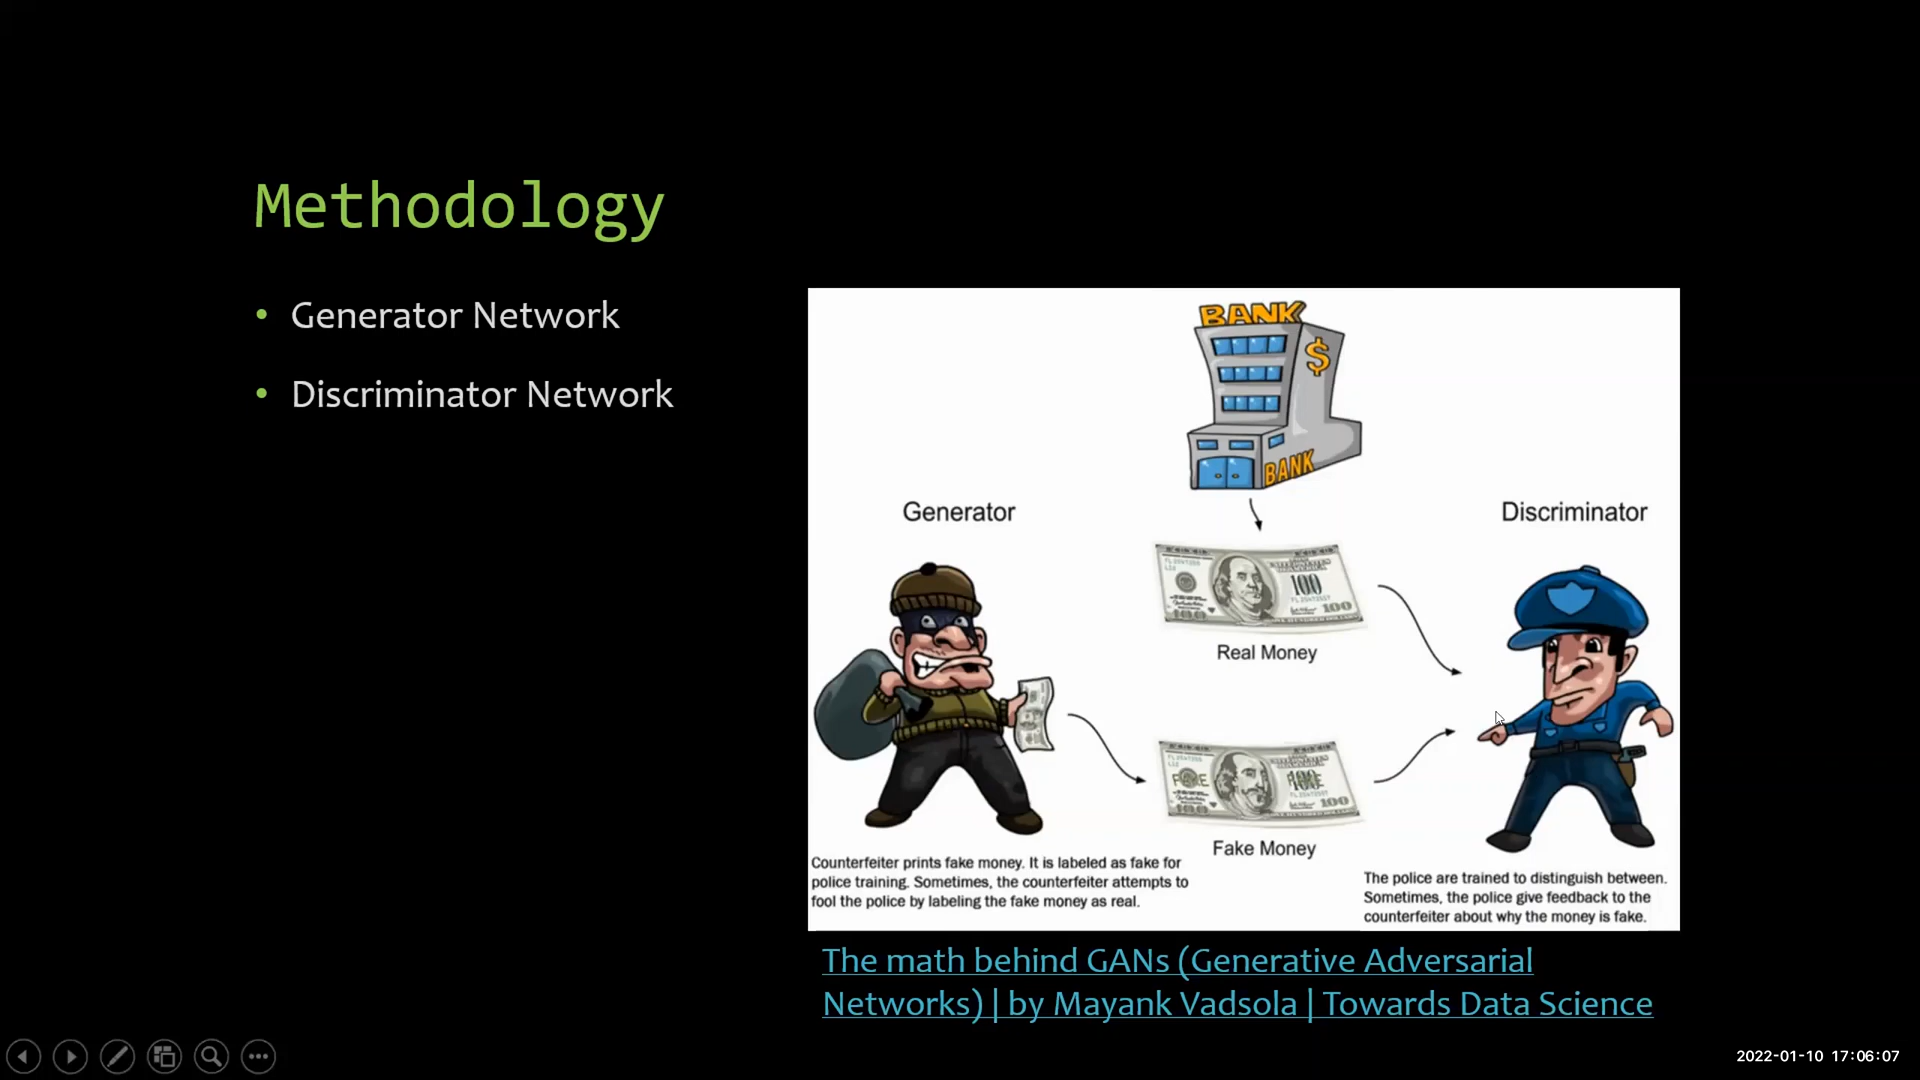 Methodology
• Generator Network
• Discriminator Network
BANK
$
BANK
Generator
Discriminator
100
100
100
Real Money
FAKE
100
100
Fake Money
Counterfeiter prints fake money. It is labeled as fake for
police training. Sometimes, the counterfeiter attempts to
fool the police by labeling the fake money as real.
The police are trained to distinguish between.
Sometimes, the police give feedback to the
counterfeiter about why the money is fake.
The math behind GANs (Generative Adversarial
Networks) | by Mayank Vadsola | Towards Data Science
2022-01-10 17:06:07